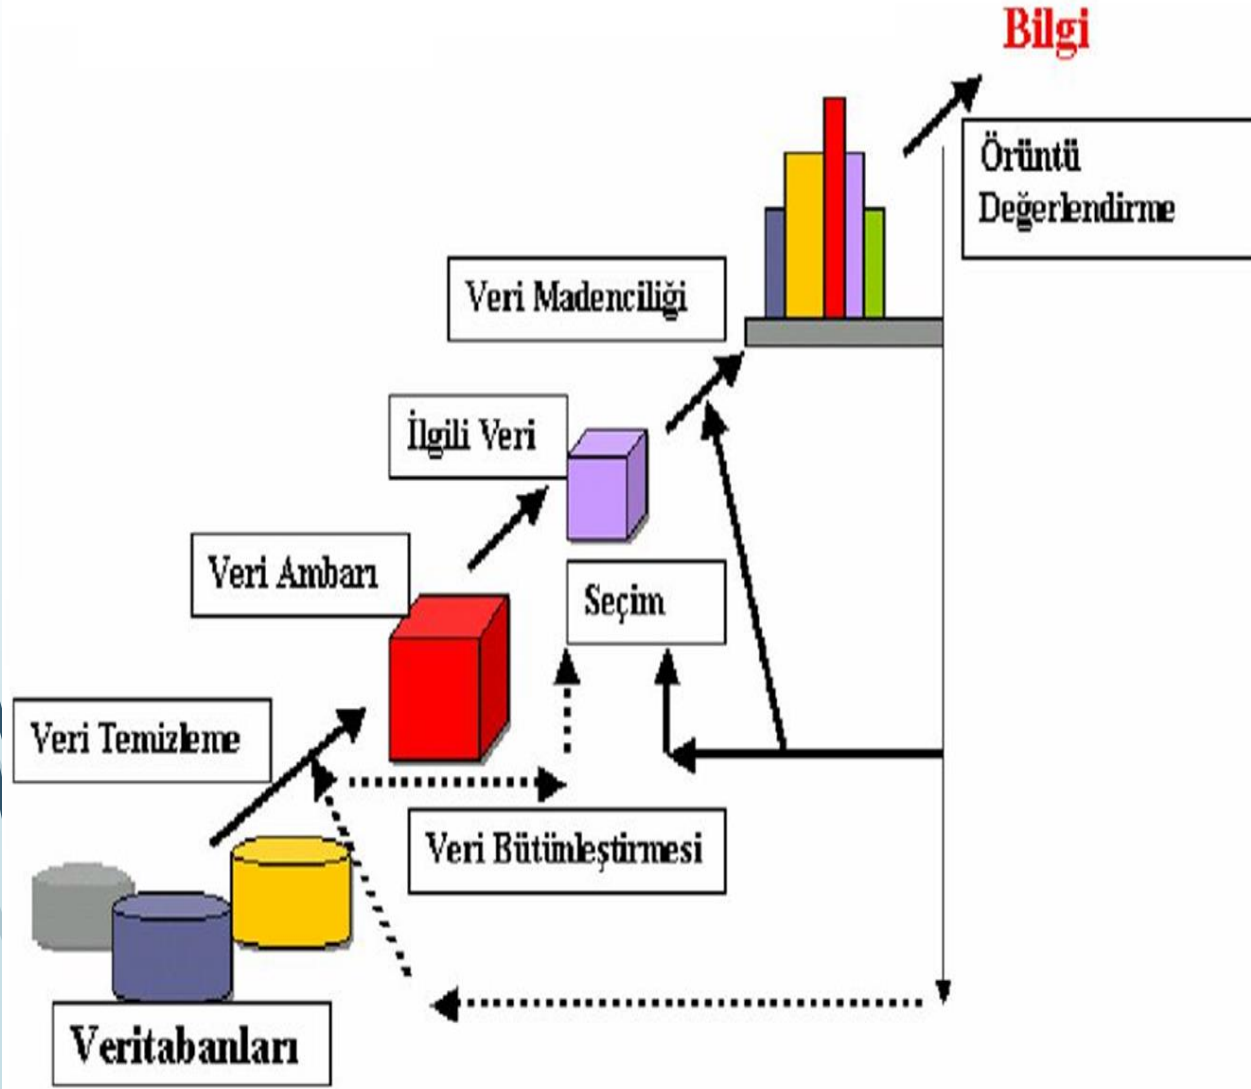 Bilgi
Örüntü
Değerlendirme
Veri Madenciliği
İlgili Veri
Veri Ambarı
Seçim
Veri Temizleme
Veri Bütünleştirmesi
Veritabanları